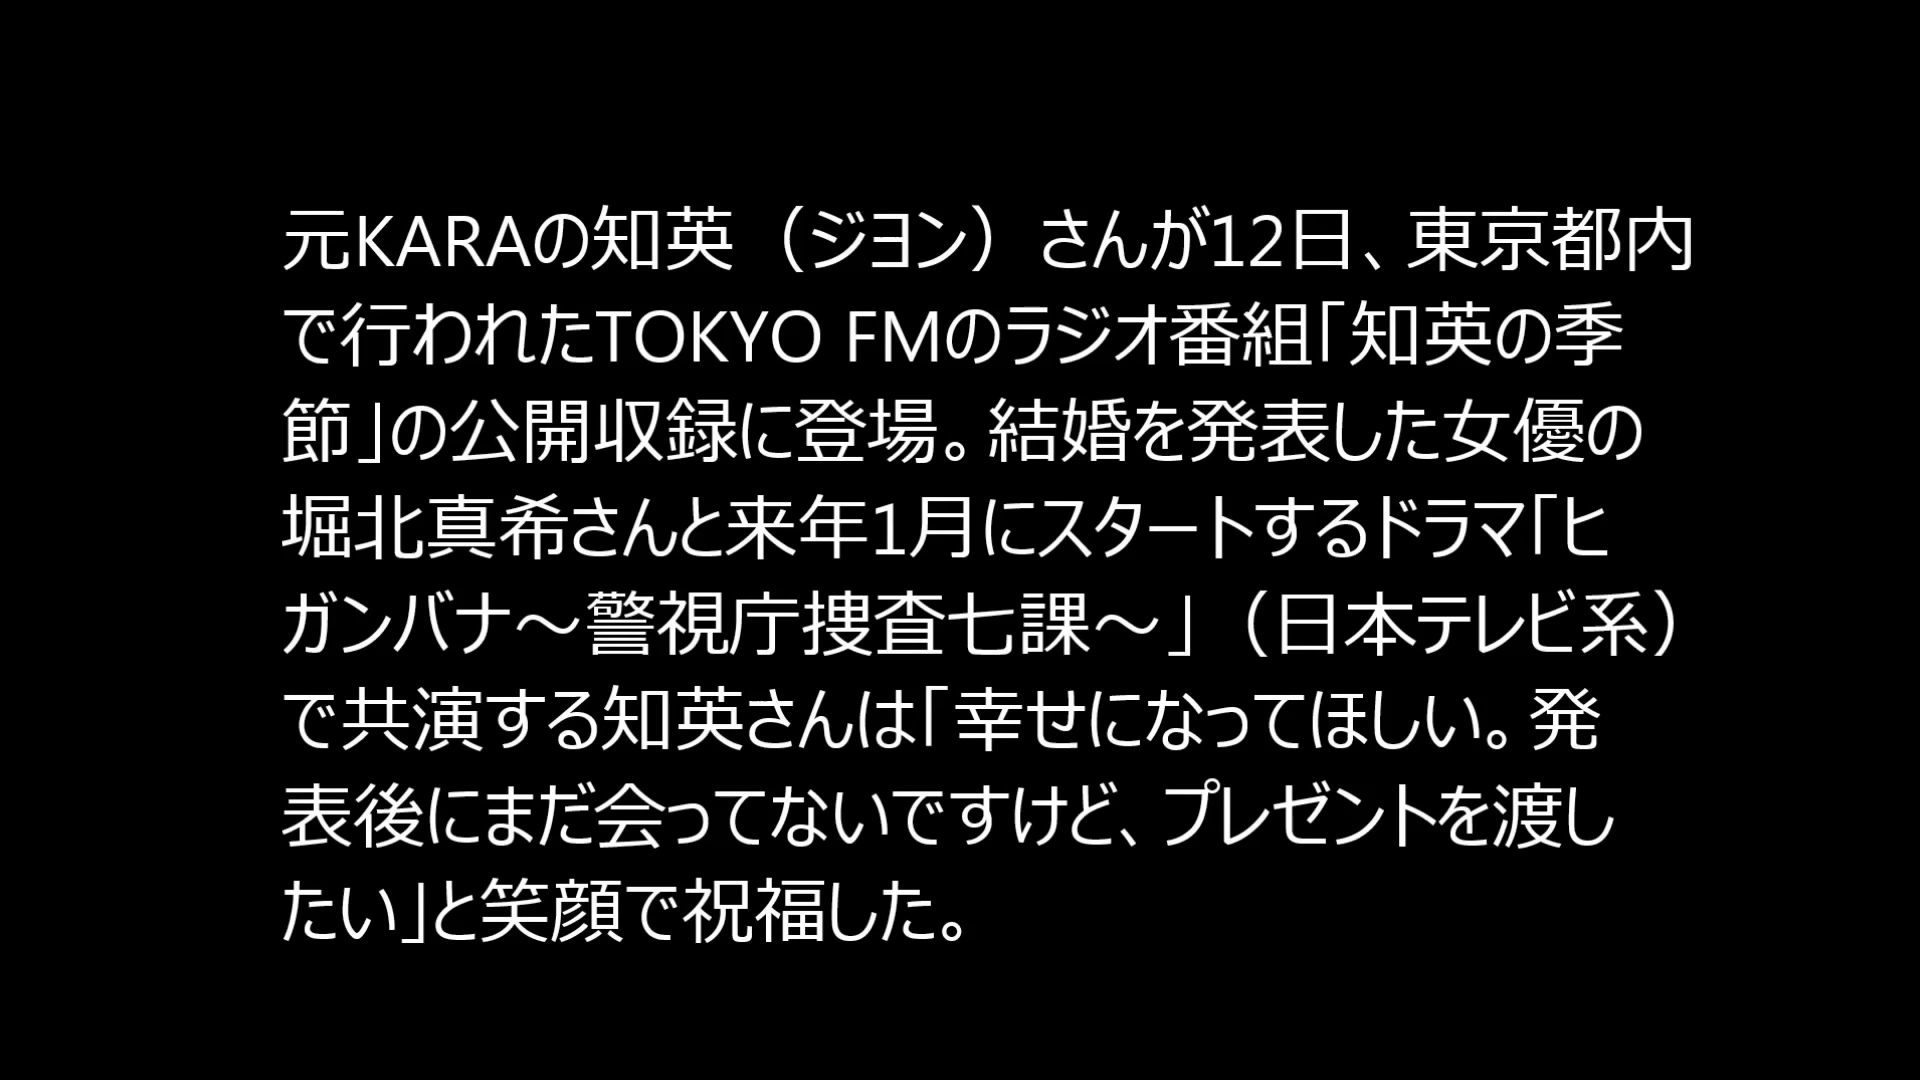 元KARAの知英（ジヨン）さんが12日、東京都内
で行われたTOKYO FMのラジオ番組「知英の季
節」の公開収録に登場。結婚を発表した女優の
堀北真希さんと来年1月にスタートするドラマ「ヒ
ガンバナ～警視庁捜査七課～」（日本テレビ系）
で共演する知英さんは「幸せになってほしい。発
表後にまだ会ってないですけど、プレゼントを渡し
たい」と笑顔で祝福した。